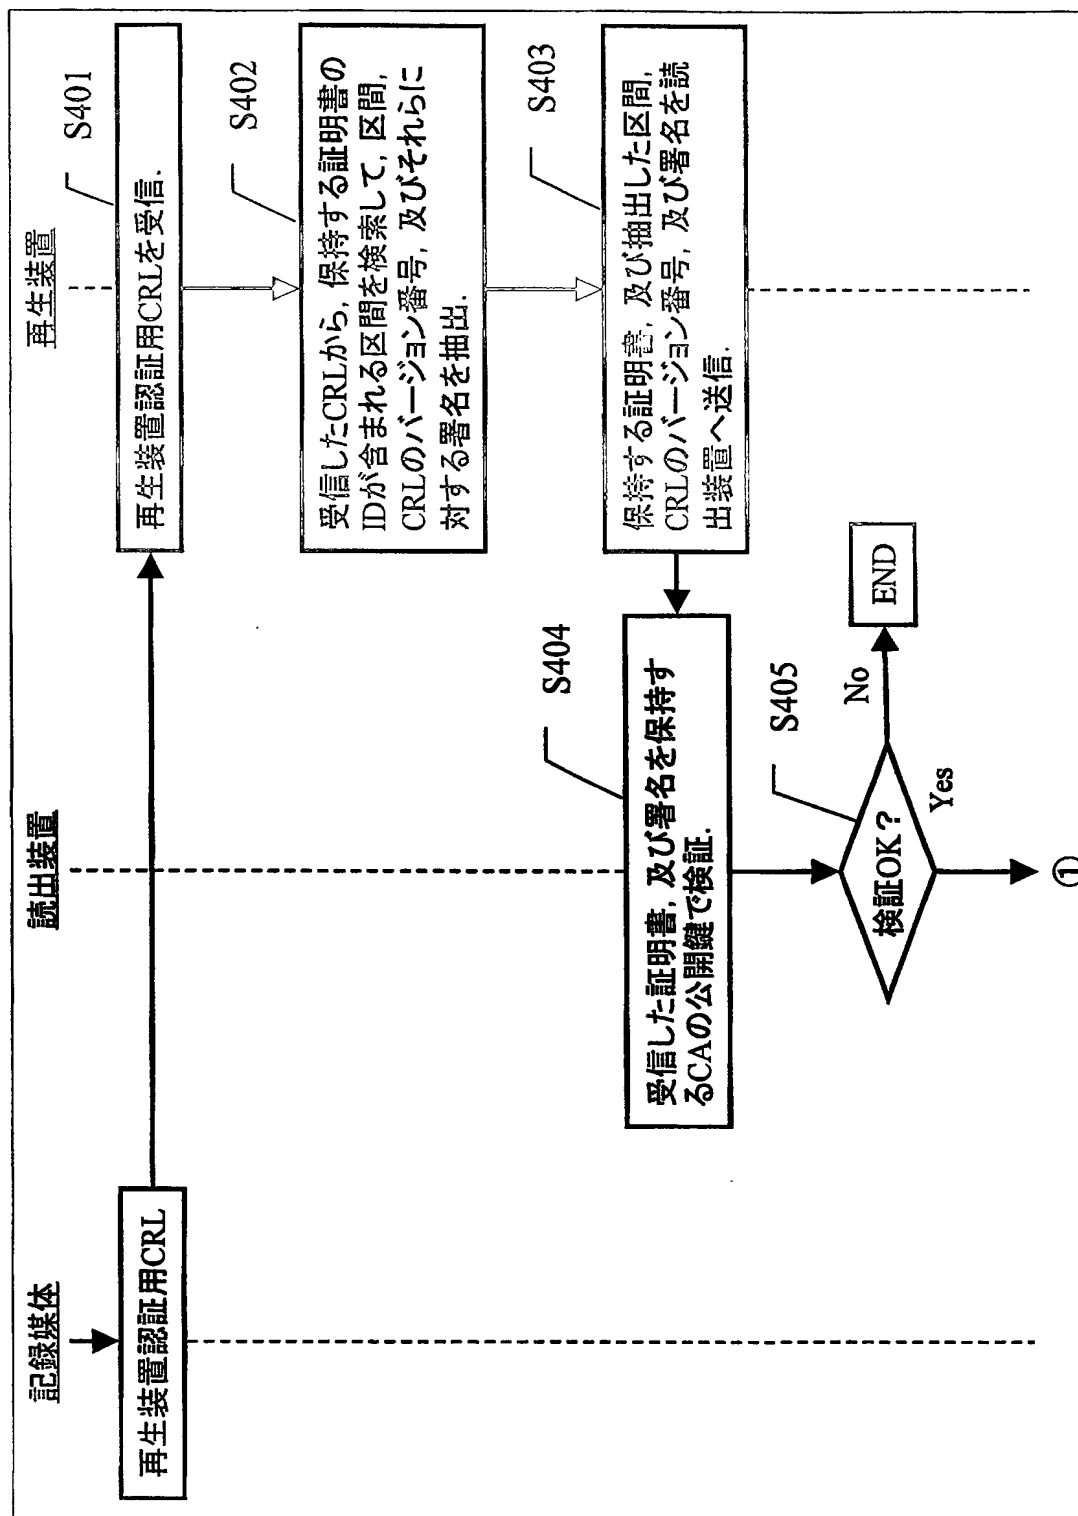 記録媒体
読出装置
再生装置
再生装置認証用CRL
S401
再生装置認証用CRLを受信.
S402
受信したCRLから, 保持する証明書の
IDが含まれる区間を検索して, 区間,
CRLのバージョン番号, 及びそれらに
対する署名を抽出.
S403
保持する証明書, 及び抽出した区間,
CRLのバージョン番号, 及び署名を読
出装置へ送信.
S404
受信した証明書, 及び署名を保持す
るCAの公開鍵で検証.
S405
検証OK?
No
END
Yes
①